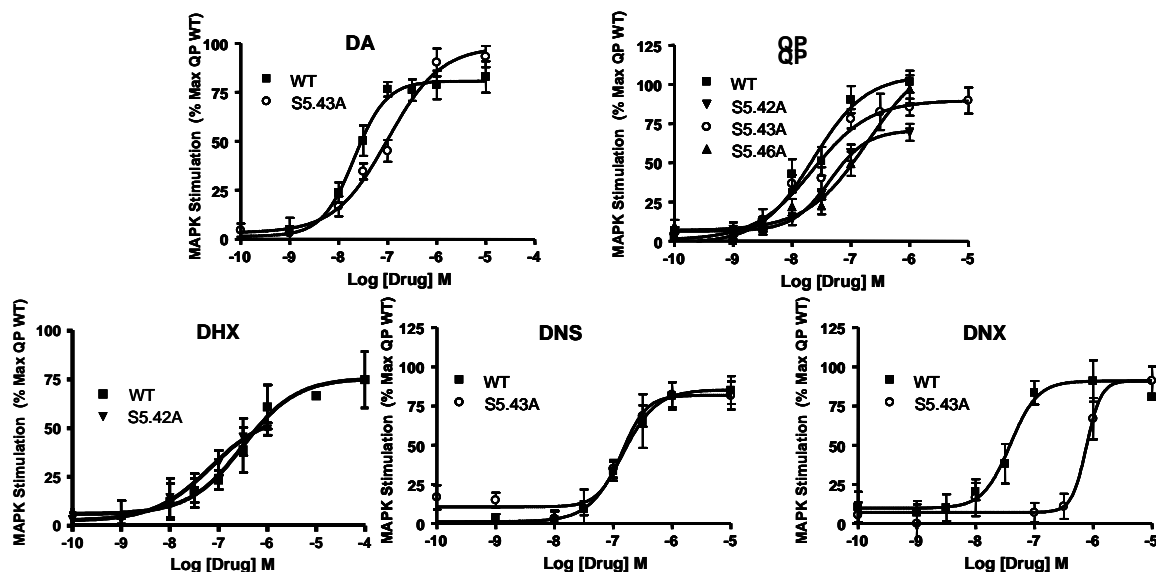 DA
MAPK Stimulation (% Max QP WT)
100
75
50
25
0
WT
S5.43A
-10 -9 -8 -7 -6 -5 -4
Log [Drug] M
QP
QP
MAPK Stimulation (% Max QP WT)
125
100
75
50
25
0
WT
S5.42A
S5.43A
S5.46A
-10 -9 -8 -7 -6 -5
Log [Drug] M
DHX
MAPK Stimulation (% Max QP WT)
100
75
50
25
0
WT
S5.42A
-10 -9 -8 -7 -6 -5 -4
Log [Drug] M
DNS
MAPK Stimulation (% Max QP WT)
125
100
75
50
25
0
WT
S5.43A
-10 -9 -8 -7 -6 -5
Log [Drug] M
DNX
MAPK Stimulation (% Max QP WT)
125
100
75
50
25
0
WT
S5.43A
-10 -9 -8 -7 -6 -5
Log [Drug] M